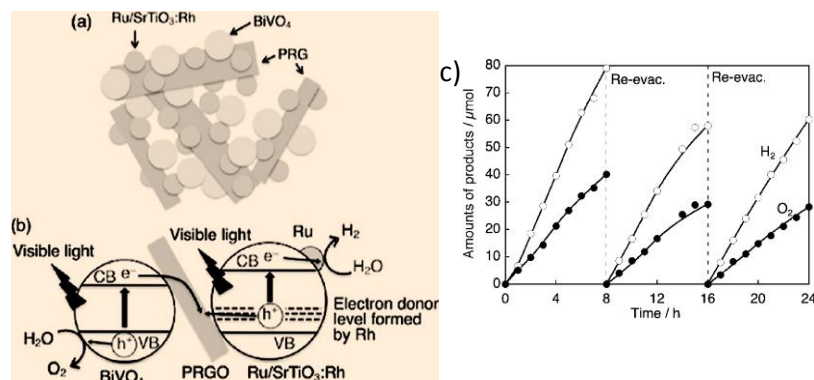 (a)
Ru/SrTiO₃:Rh
BiVO₄
PRG
(b)
Visible light
CB e⁻
H₂O
O₂
h⁺ VB
BiVO₄
PRGO
Visible light
Ru
H₂
H₂O
CB e⁻
h⁺
VB
Electron donor
level formed
by Rh
Ru/SrTiO₃:Rh
c)
Amounts of products / μmol
80
70
60
50
40
30
20
10
0
Re-evac.
Re-evac.
H₂
O₂
0 4 8 12 16 20 24
Time / h